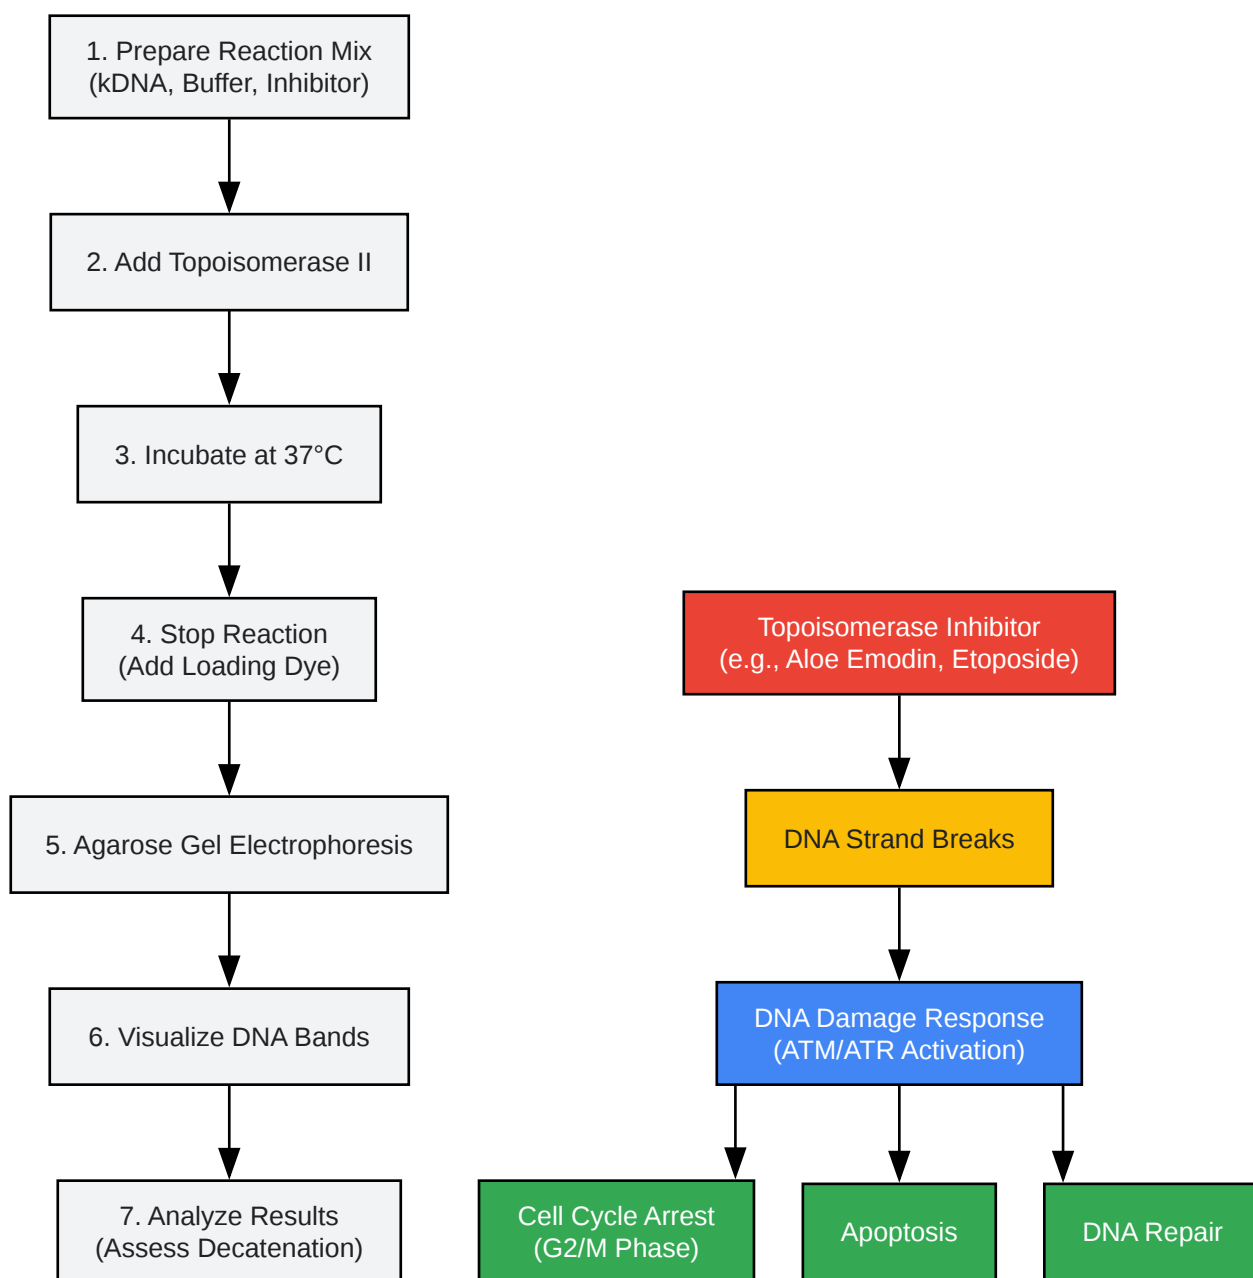 1. Prepare Reaction Mix
(kDNA, Buffer, Inhibitor)
2. Add Topoisomerase II
3. Incubate at 37°C
4. Stop Reaction
(Add Loading Dye)
5. Agarose Gel Electrophoresis
6. Visualize DNA Bands
7. Analyze Results
(Assess Decatenation)
Topoisomerase Inhibitor
(e.g., Aloe Emodin, Etoposide)
DNA Strand Breaks
DNA Damage Response
(ATM/ATR Activation)
Cell Cycle Arrest
(G2/M Phase)
Apoptosis
DNA Repair